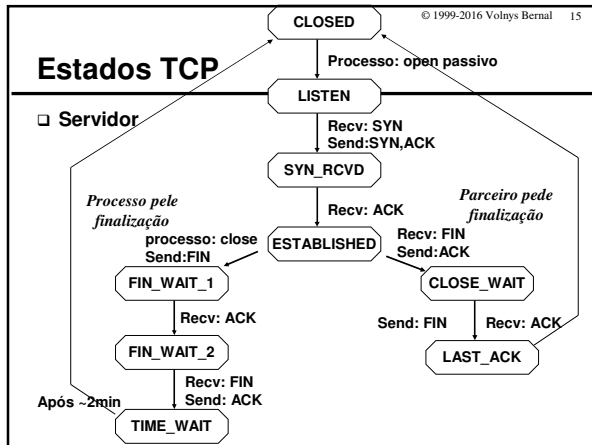 © 1999-2016 Volnys Bernal 15
CLOSED
Estados TCP
Processo: open passivo
LISTEN
❑ Servidor
Recv: SYN
Send:SYN,ACK
SYN_RCVD
Processo pele
finalização
Recv: ACK
Parceiro pede
finalização
ESTABLISHED
processo: close
Send:FIN
Recv: FIN
Send:ACK
FIN_WAIT_1
CLOSE_WAIT
Recv: ACK
Send: FIN
Recv: ACK
FIN_WAIT_2
LAST_ACK
Recv: FIN
Send: ACK
Após ~2min
TIME_WAIT